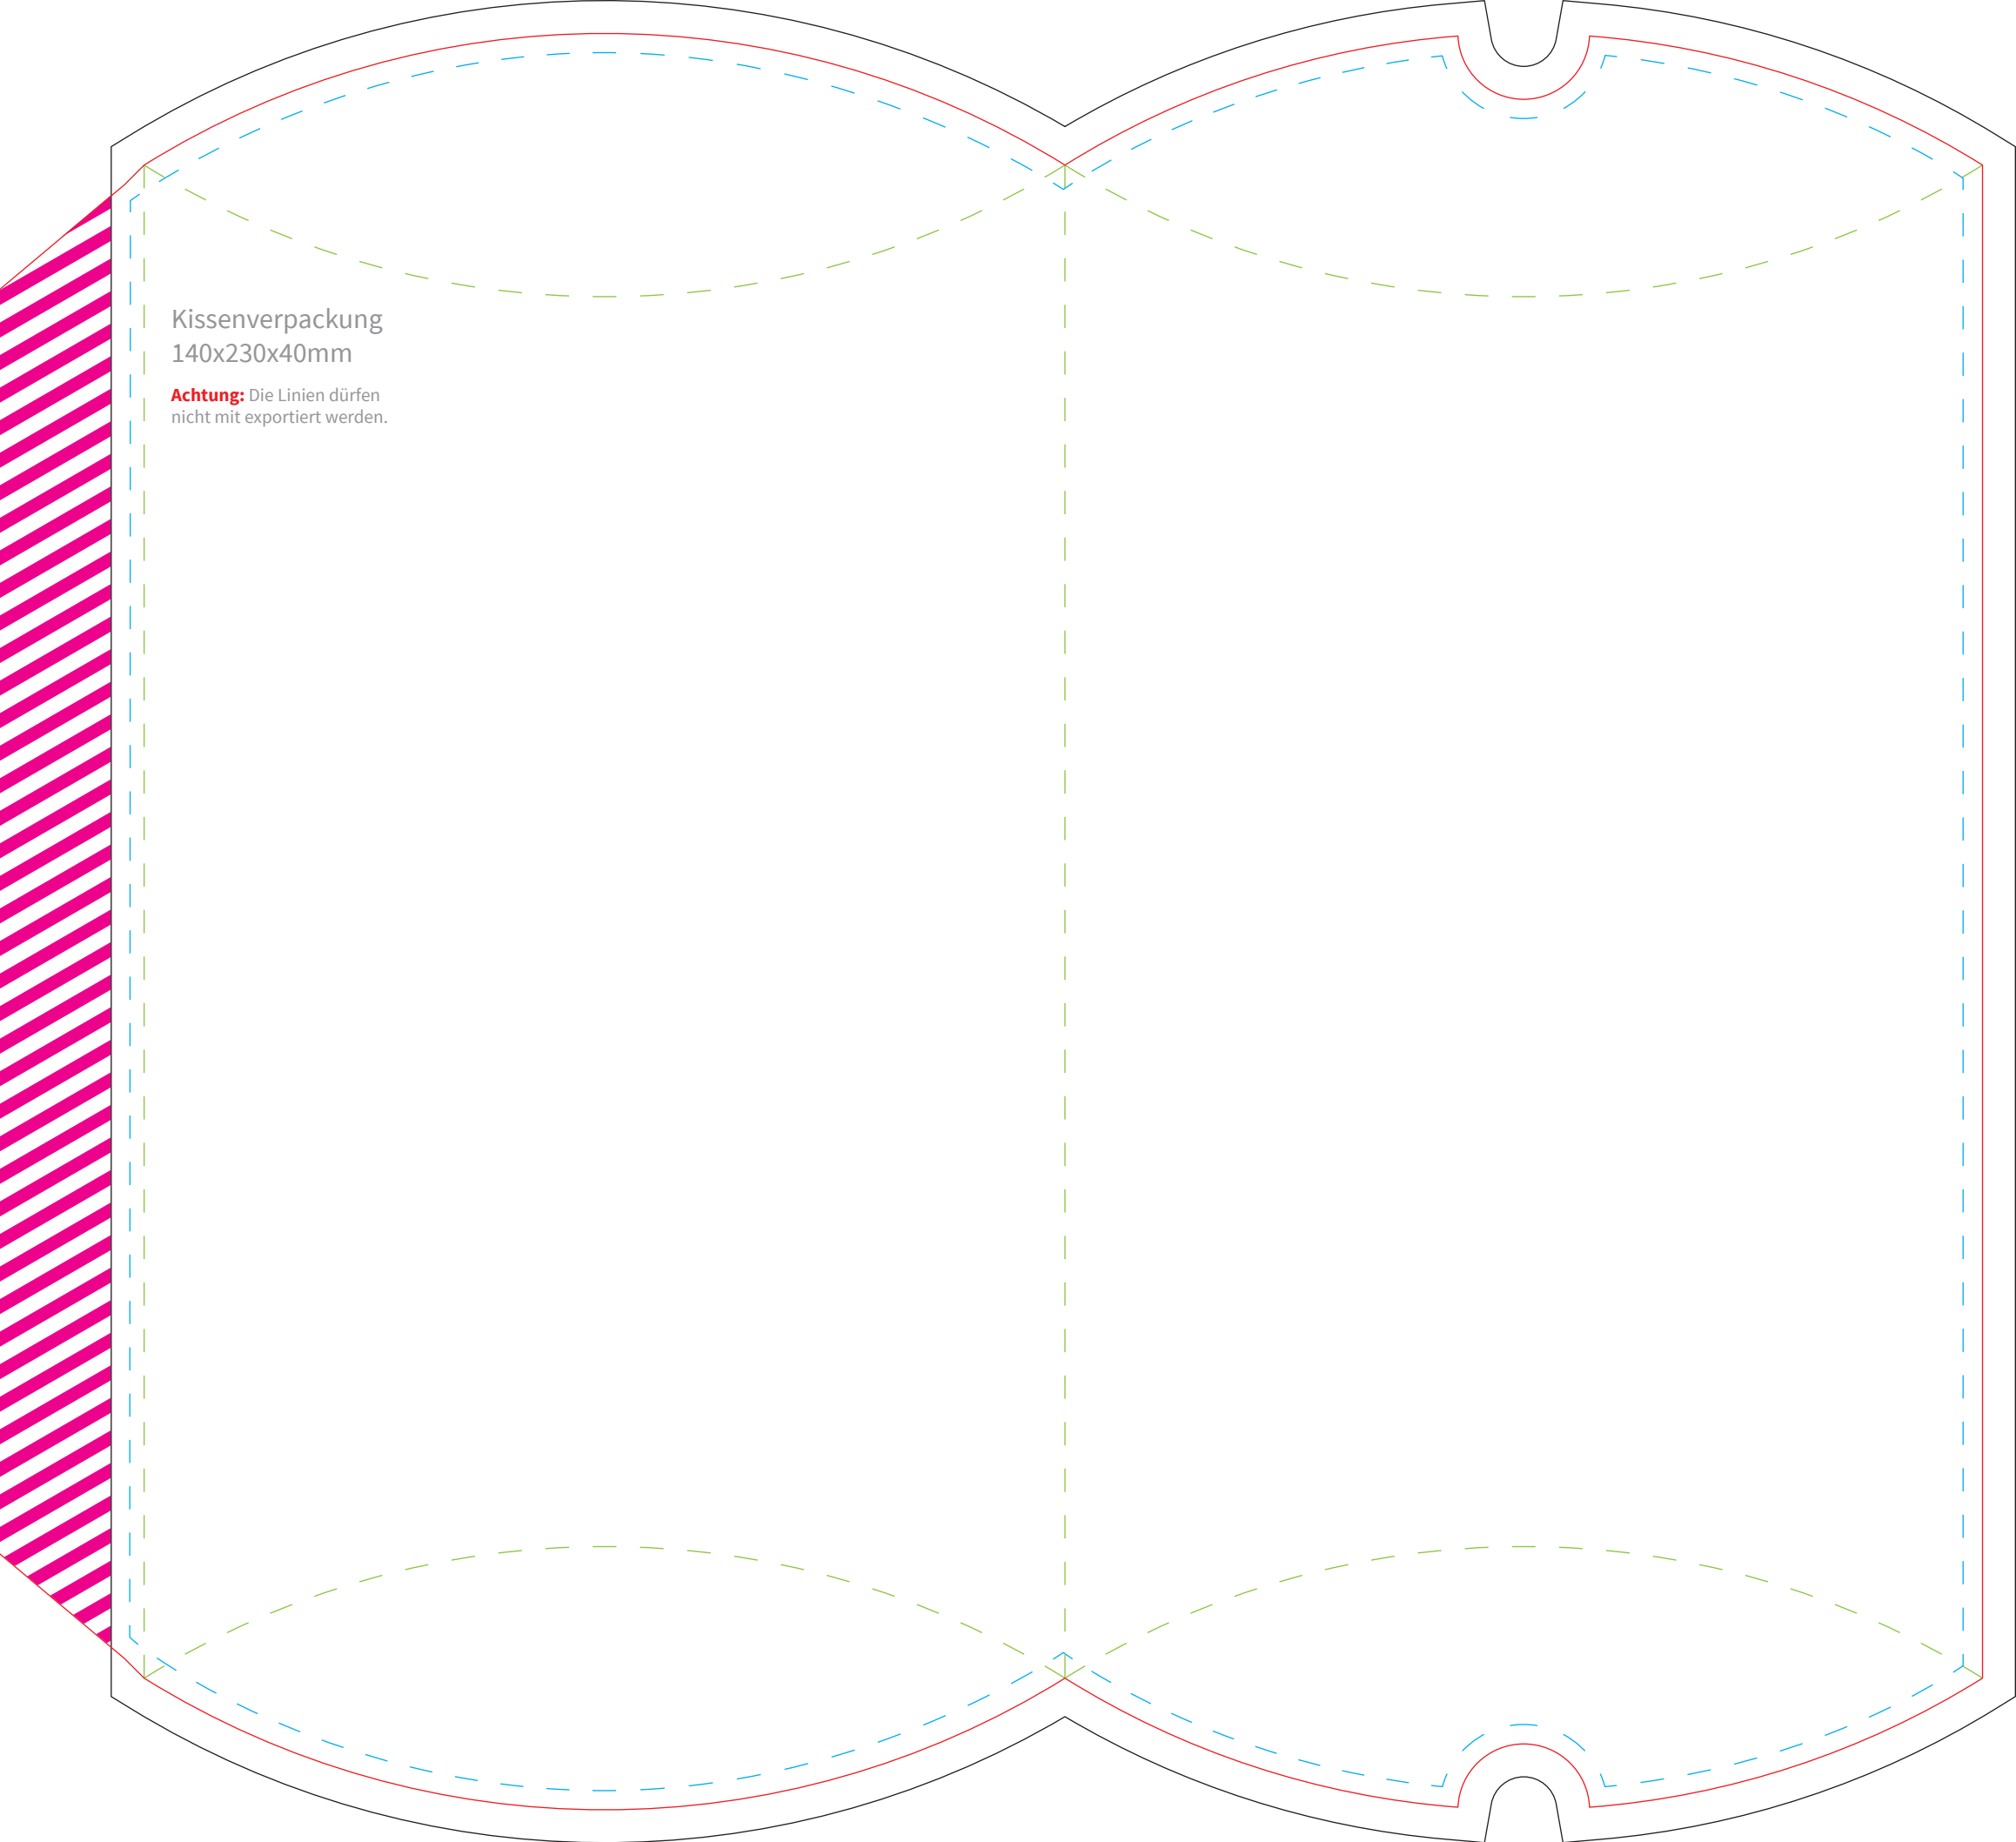 Kissenverpackung
140x230x40mm
Achtung: Die Linien dürfen
nicht mit exportiert werden.